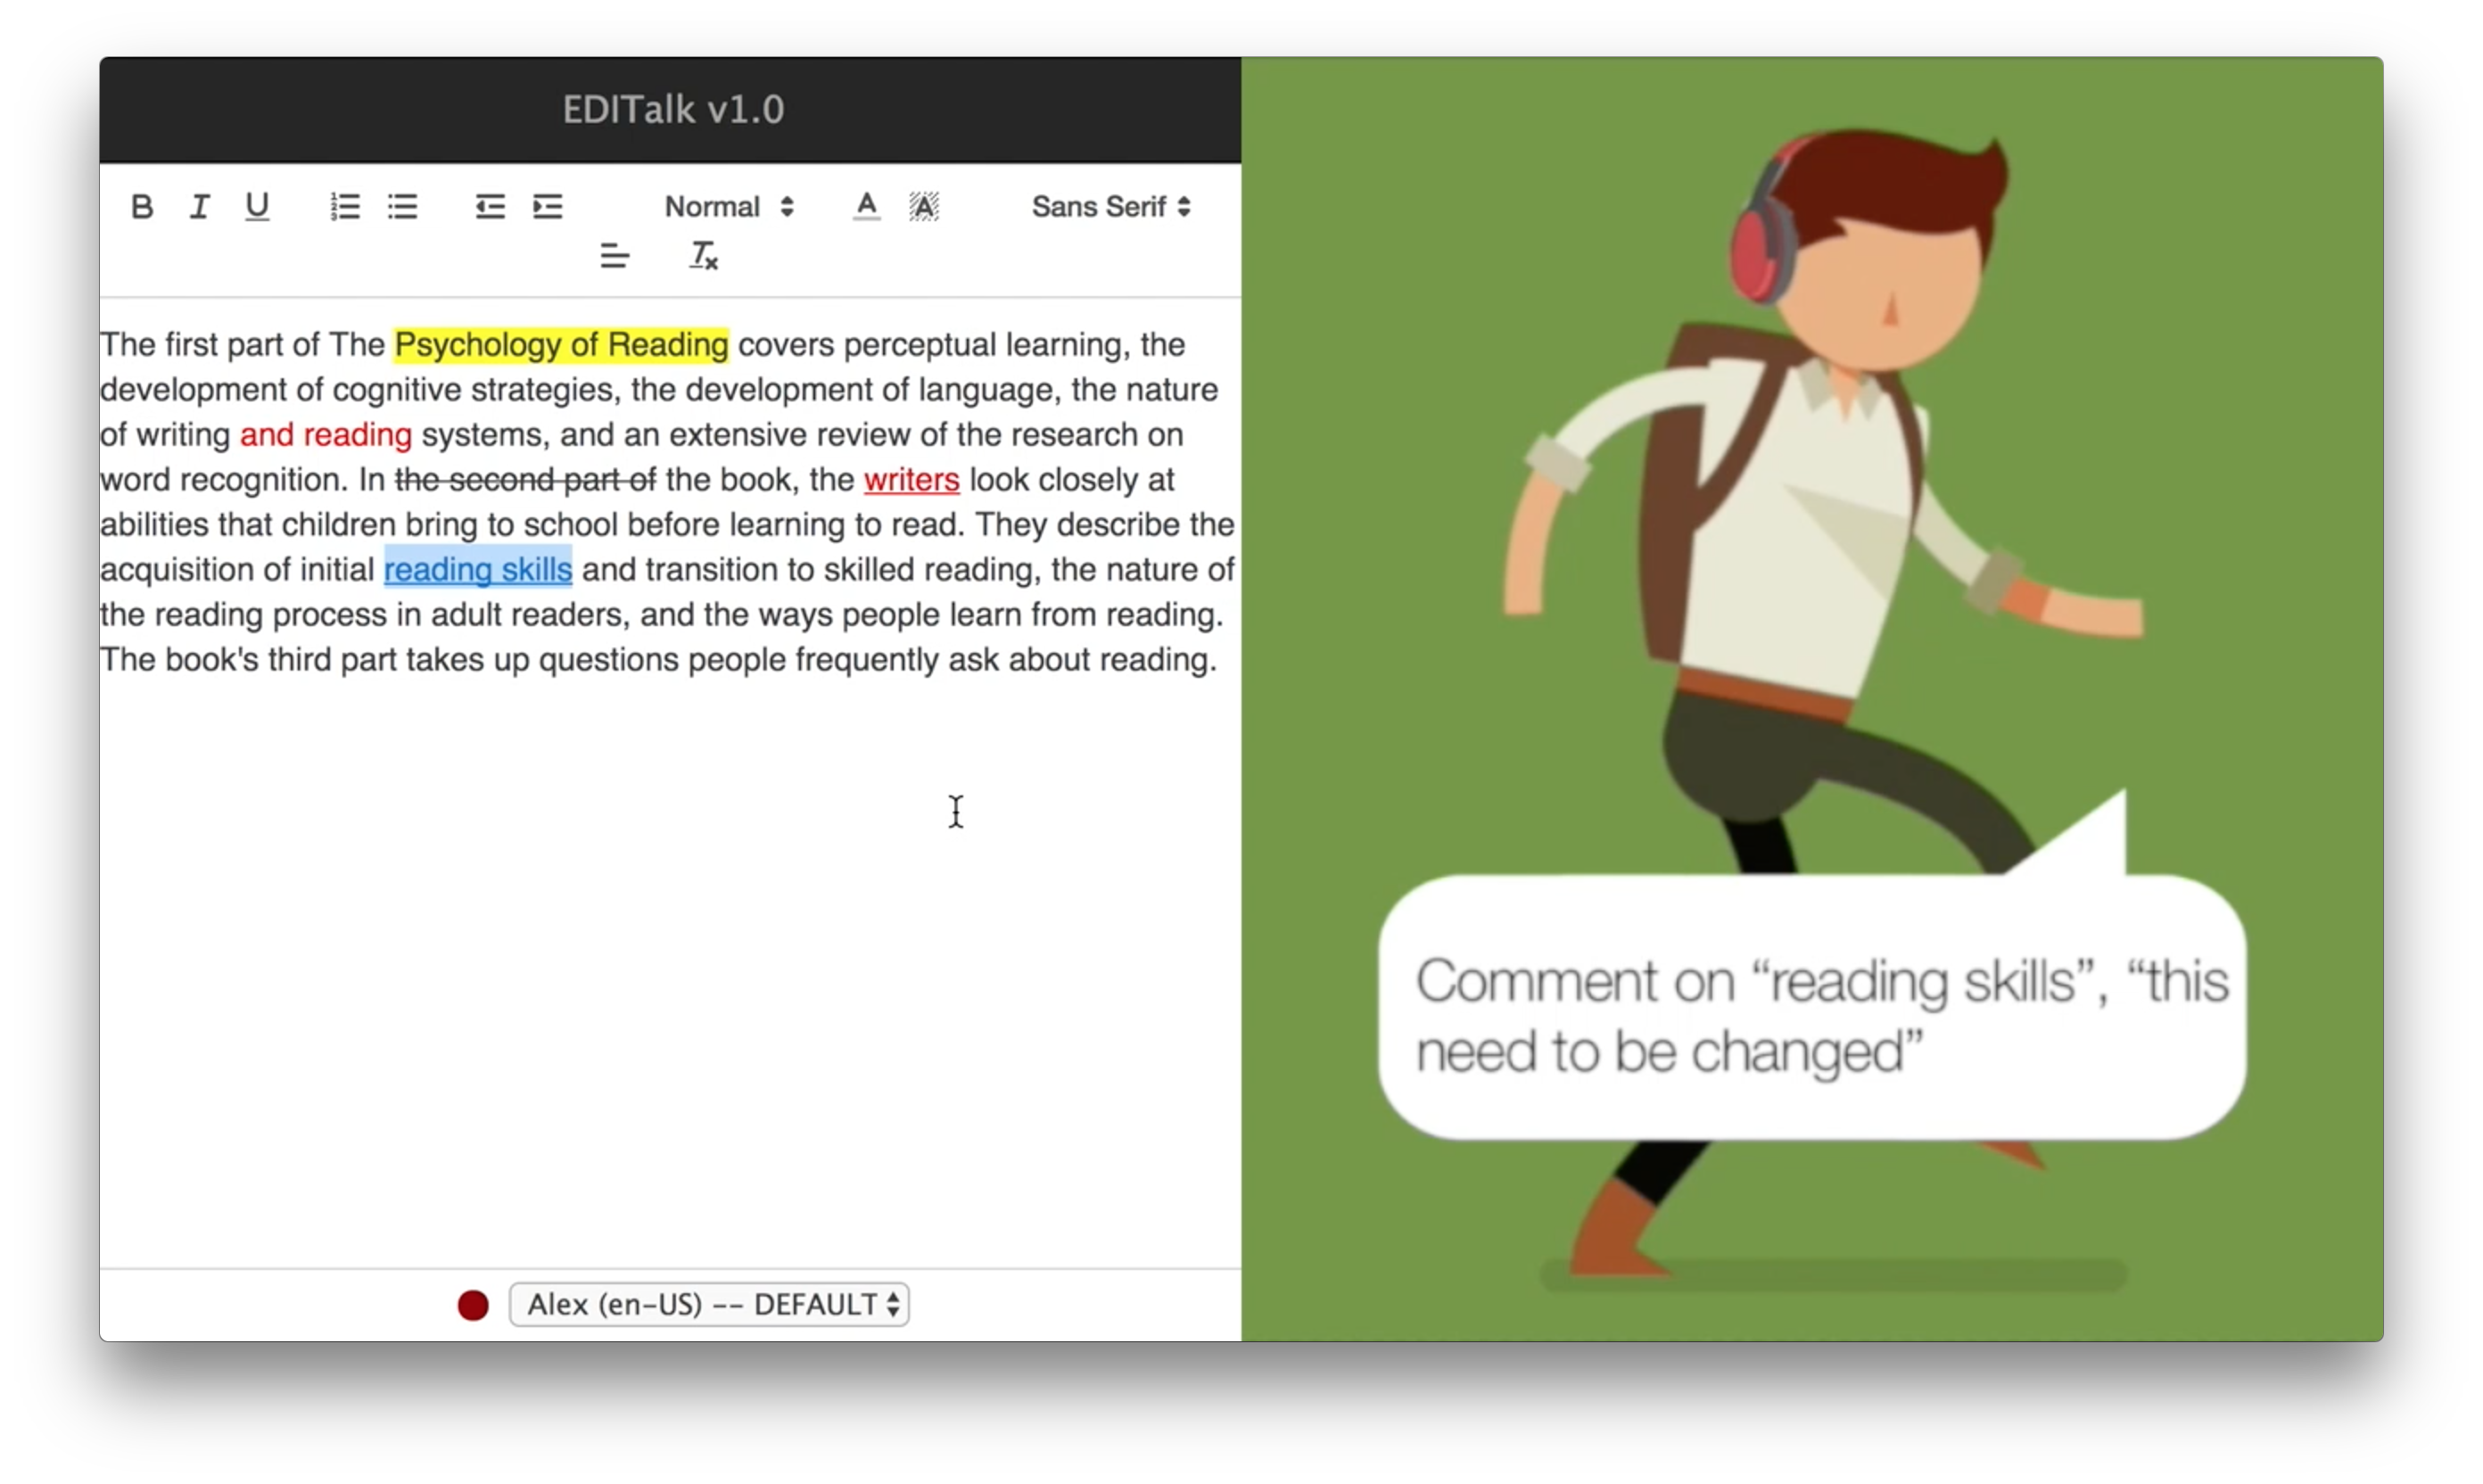 EDITalk v1.0
B I U Normal A A Sans Serif
The first part of The Psychology of Reading covers perceptual learning, the
development of cognitive strategies, the development of language, the nature
of writing and reading systems, and an extensive review of the research on
word recognition. In the second part of the book, the writers look closely at
abilities that children bring to school before learning to read. They describe the
acquisition of initial reading skills and transition to skilled reading, the nature of
the reading process in adult readers, and the ways people learn from reading.
The book's third part takes up questions people frequently ask about reading.
Alex (en-US) -- DEFAULT
Comment on “reading skills”, “this
need to be changed”